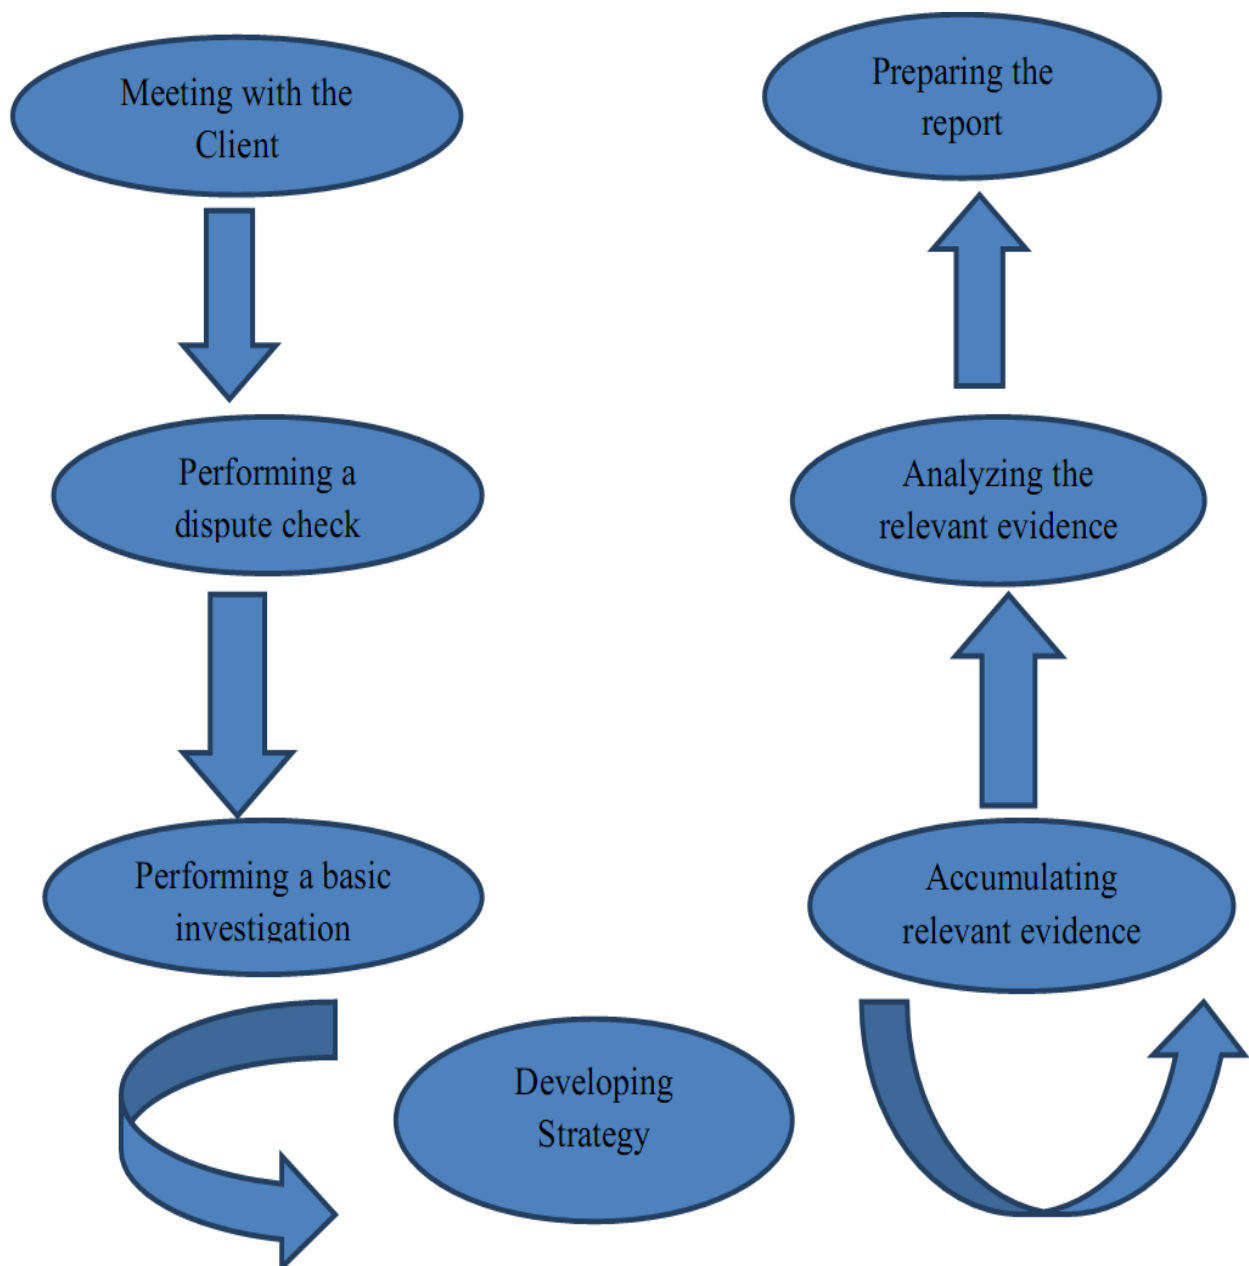 Meeting with the
Client
Performing a
dispute check
Performing a basic
investigation
Developing
Strategy
Accumulating
relevant evidence
Analyzing the
relevant evidence
Preparing the
report